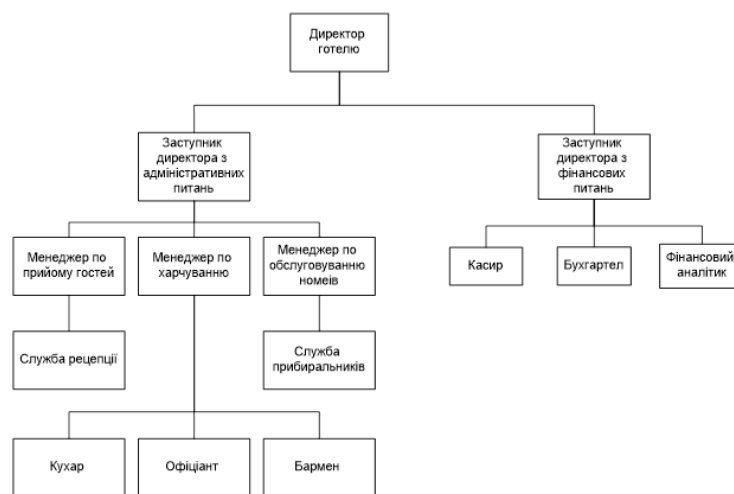 Директор
готелю
Заступник
директора з
адміністративних
питань
Заступник
директора з
фінансових
питань
Менеджер по
прийому гостей
Менеджер по
харчуванню
Менеджер по
обслуговуванню
номеів
Касир
Бухгартел
Фінансовий
аналітик
Служба рецепції
Служба
прибиральників
Кухар
Офіціант
Бармен